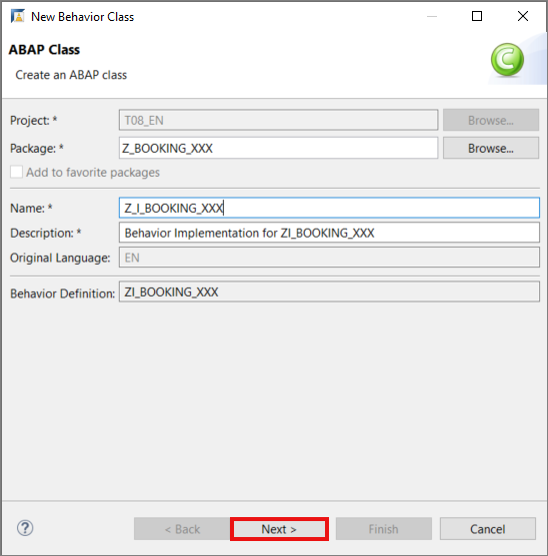 New Behavior Class
ABAP Class
Create an ABAP class
Project: * T08_EN Browse...
Package: * Z_BOOKING_XXX Browse...
Add to favorite packages
Name: * Z_I_BOOKING_XXX
Description: * Behavior Implementation for ZI_BOOKING_XXX
Original Language: EN
Behavior Definition: ZI_BOOKING_XXX
? < Back Next > Finish Cancel